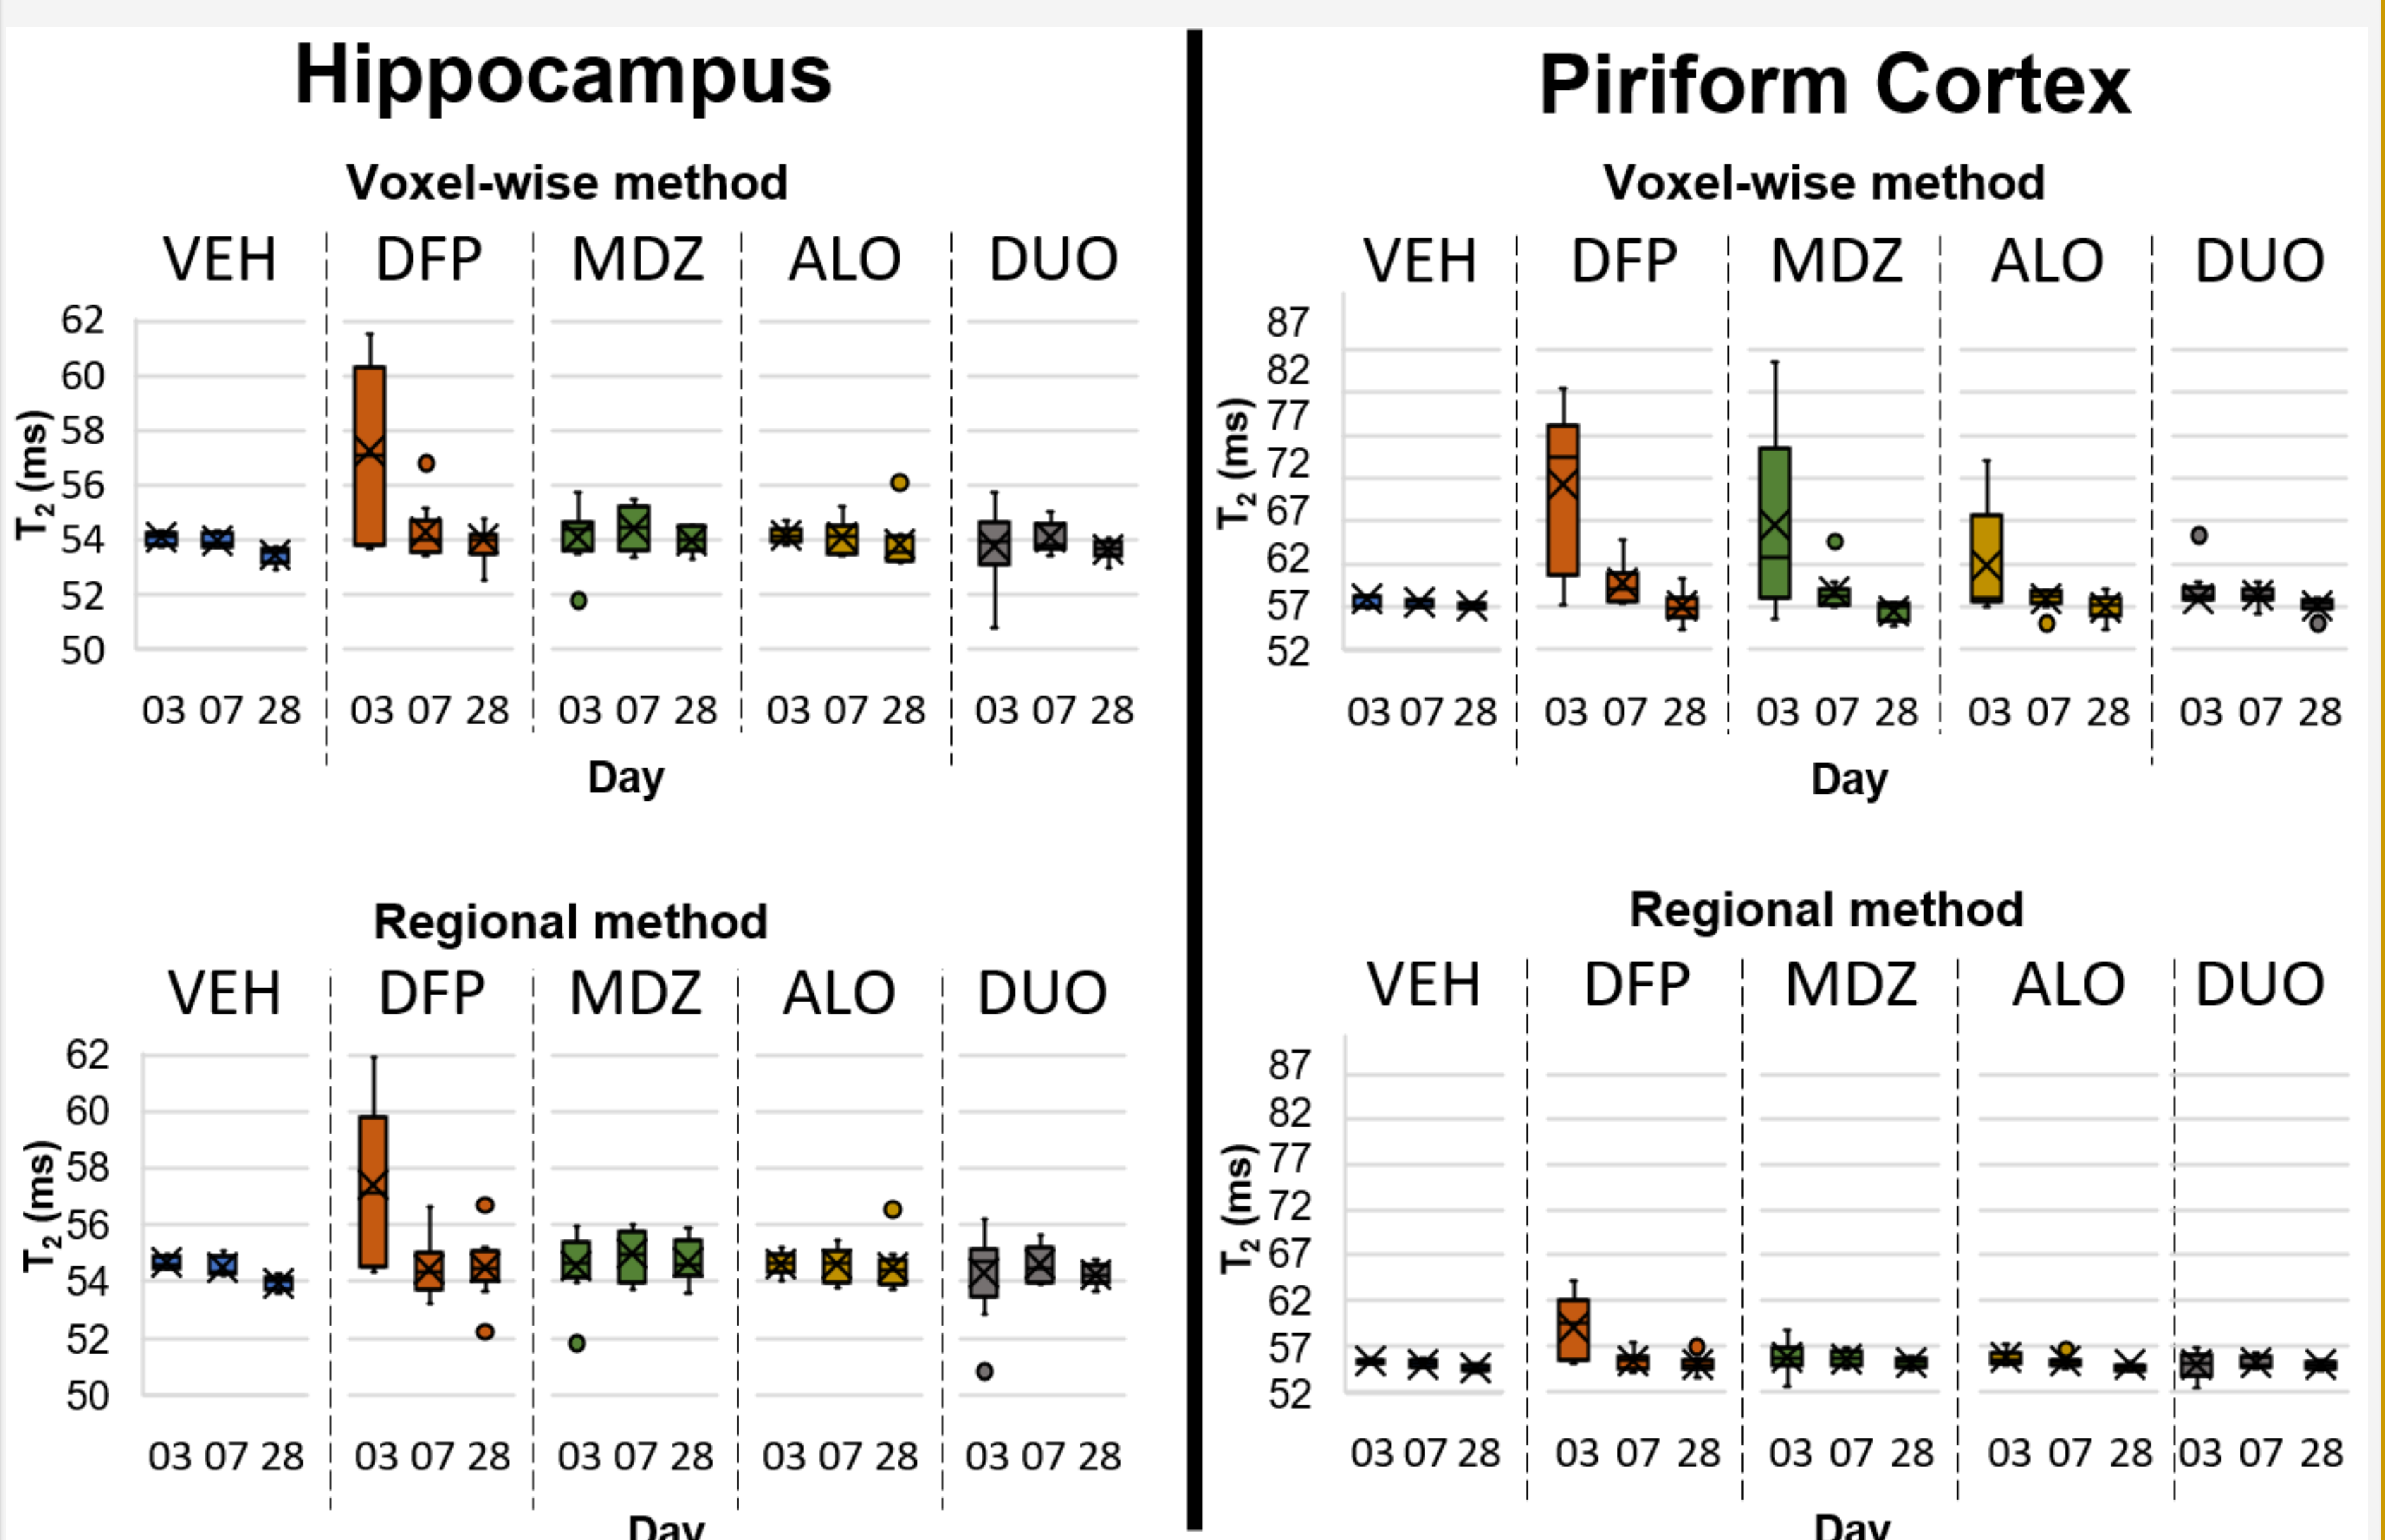 Hippocampus
Voxel-wise method
VEH DFP MDZ ALO DUO
62
60
58
56
54
52
50
T2 (ms)
03 07 28 03 07 28 03 07 28 03 07 28 03 07 28
Day
Regional method
VEH DFP MDZ ALO DUO
62
60
58
56
54
52
50
T2 (ms)
03 07 28 03 07 28 03 07 28 03 07 28 03 07 28
Day
Piriform Cortex
Voxel-wise method
VEH DFP MDZ ALO DUO
87
82
77
72
67
62
57
52
T2 (ms)
03 07 28 03 07 28 03 07 28 03 07 28 03 07 28
Day
Regional method
VEH DFP MDZ ALO DUO
87
82
77
72
67
62
57
52
T2 (ms)
03 07 28 03 07 28 03 07 28 03 07 28 03 07 28
Day